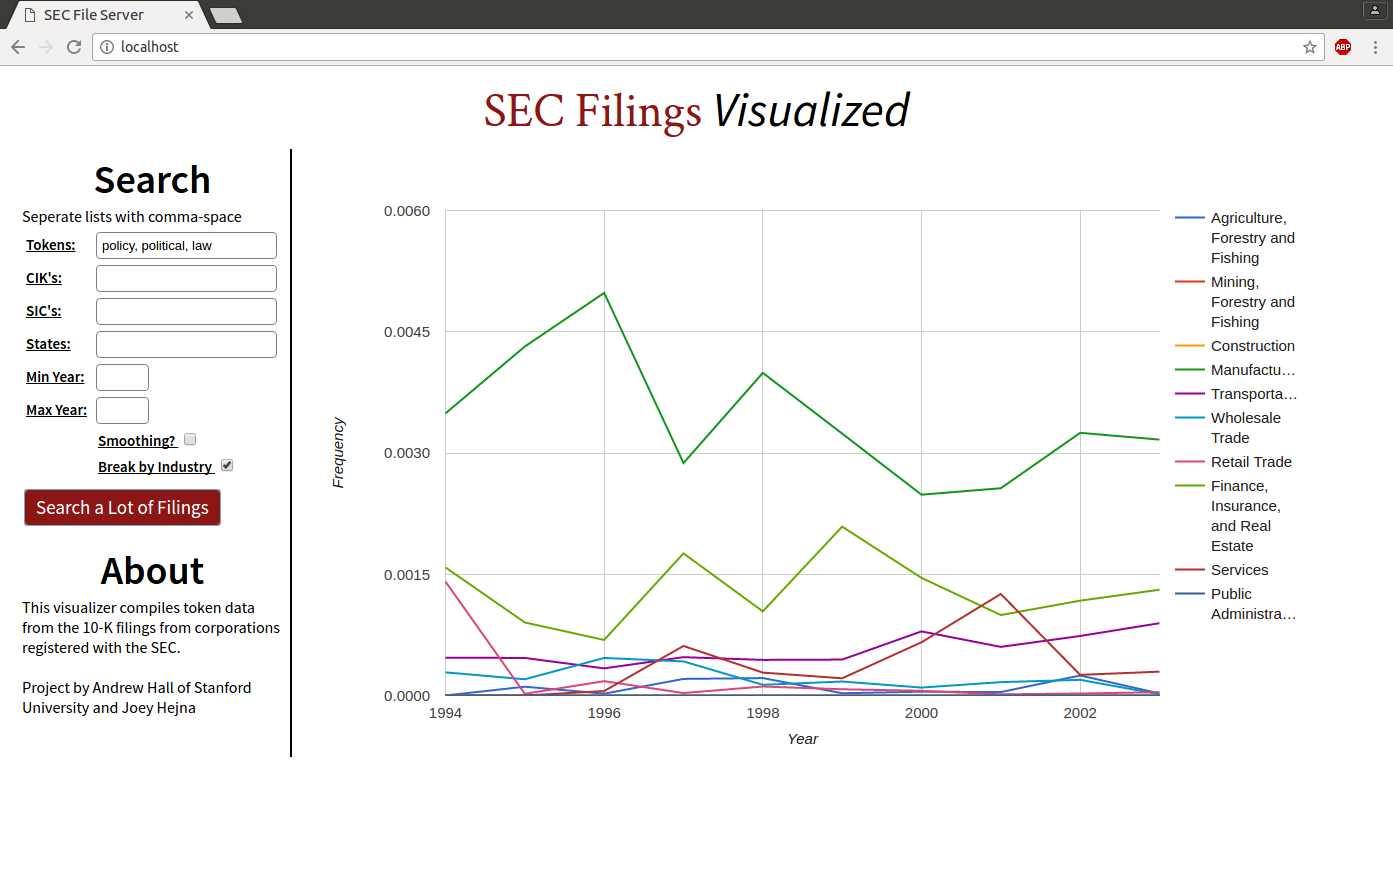 SEC File Server
localhost
ABP
SEC Filings Visualized
Search
Seperate lists with comma-space
Tokens: policy, political, law
CIK's:
SIC's:
States:
Min Year:
Max Year:
Smoothing?
Break by Industry
Search a Lot of Filings
About
This visualizer compiles token data
from the 10-K filings from corporations
registered with the SEC.
Project by Andrew Hall of Stanford
University and Joey Hejna
0.0060
0.0045
0.0030
0.0015
0.0000
Frequency
1994 1996 1998 2000 2002
Year
Agriculture,
Forestry and
Fishing
Mining,
Forestry and
Fishing
Construction
Manufactu...
Transporta...
Wholesale
Trade
Retail Trade
Finance,
Insurance,
and Real
Estate
Services
Public
Administra...